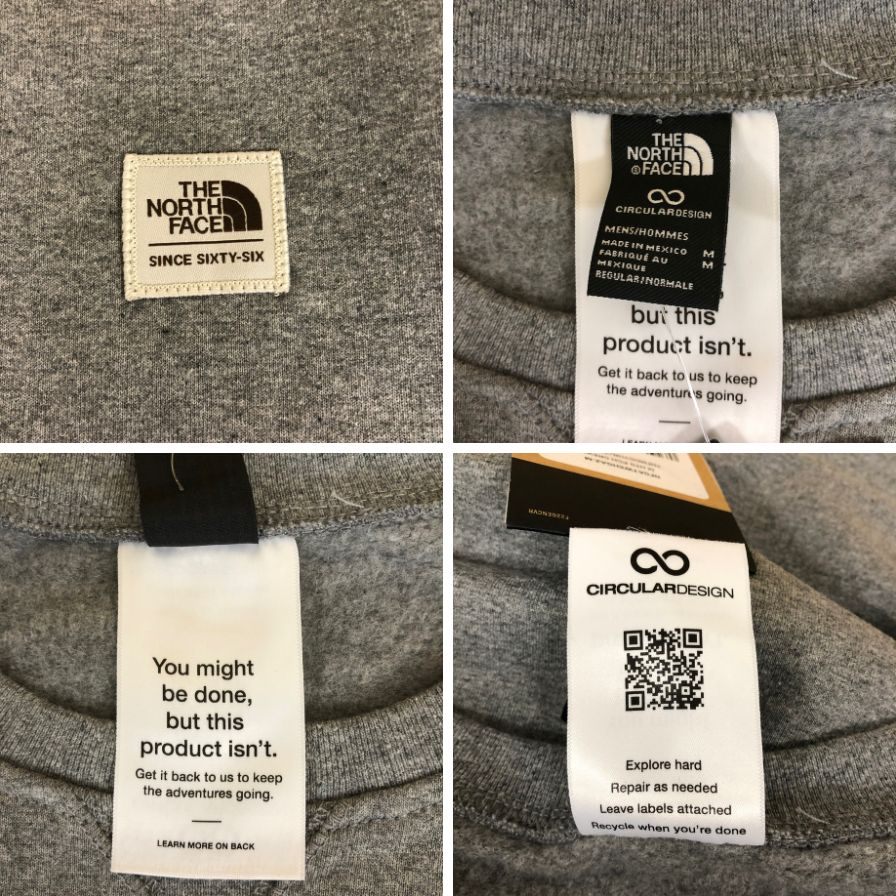 THE
NORTH
FACE
SINCE SIXTY-SIX
THE
NORTH
FACE
CIRCULARDESIGN
MENS/HOMMES
MADE IN MEXICO M
FABRIQUÉ AU M
MEXIQUE
REGULAR/NORMALE
but this
product isn't.
Get it back to us to keep
the adventures going.
You might
be done,
but this
product isn't.
Get it back to us to keep
the adventures going.
LEARN MORE ON BACK
CIRCULARDESIGN
Explore hard
Repair as needed
Leave labels attached
Recycle when you're done